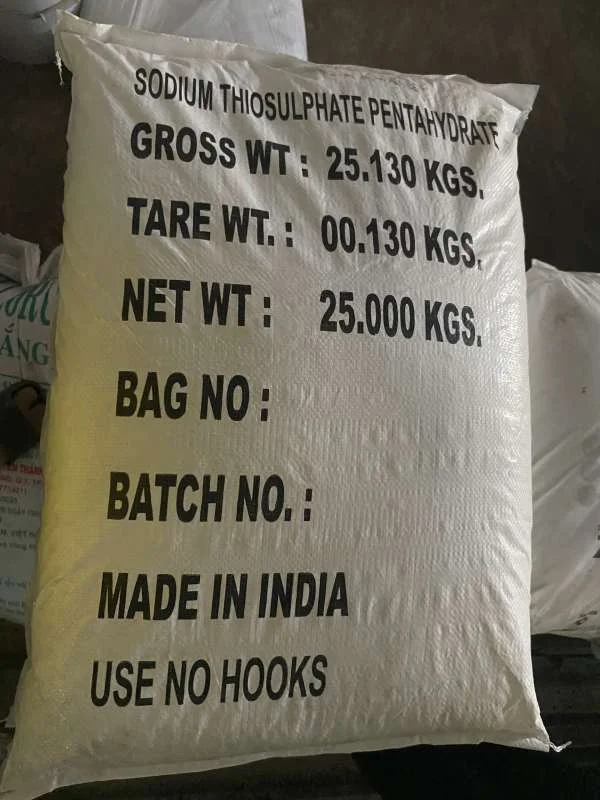 SODIUM THIOSULPHATE PENTAHYDRATE
GROSS WT : 25.130 KGS.
TARE WT. : 00.130 KGS.
NET WT : 25.000 KGS.
BAG NO :
BATCH NO. :
MADE IN INDIA
USE NO HOOKS
ẮNG